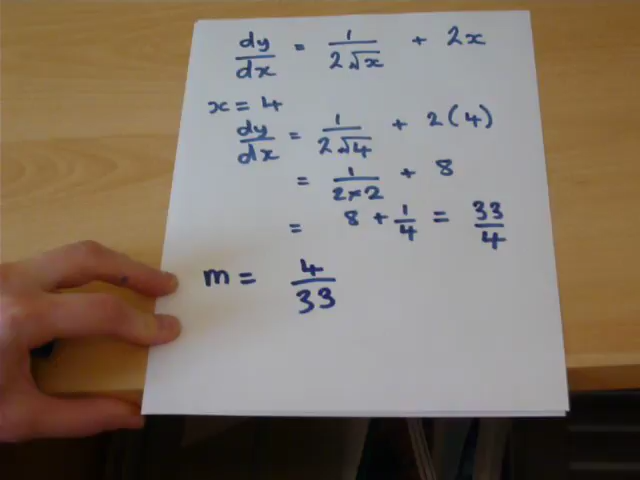 dy/dx = 1/2√x + 2x
x = 4
dy/dx = 1/2√4 + 2(4)
= 1/2×2 + 8
= 8 + 1/4 = 33/4
m = 4/33